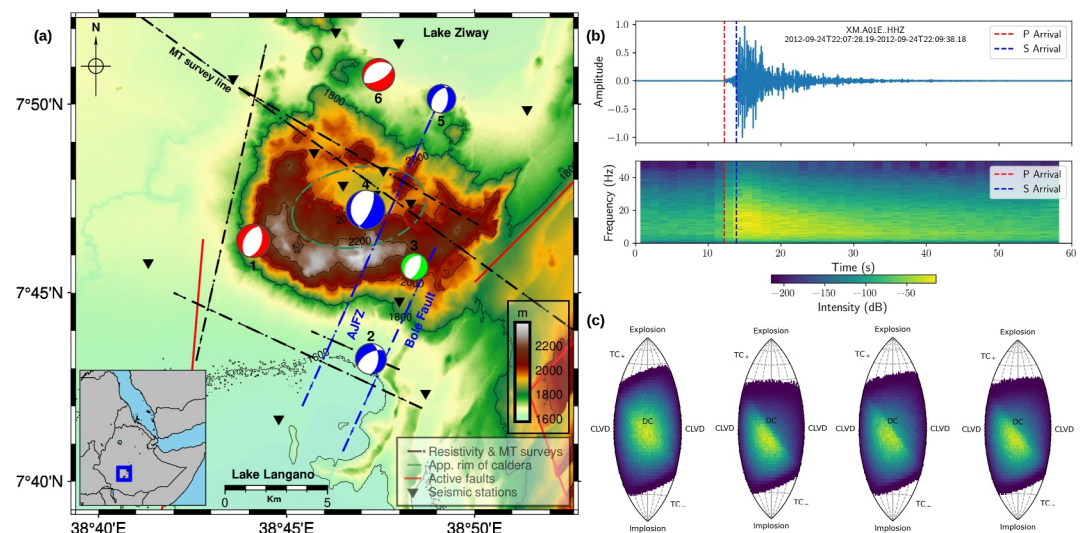 (a)
N
Lake Ziway
MT survey line
1800
6
5
2000
4
2200
3
1
2000
1800
AJFZ
Bole Fault
1600
2
m
2200
2000
1800
1600
Resistivity & MT surveys
App. rim of caldera
Active faults
Seismic stations
Lake Langano
0
5
Km
7°50'N
7°45'N
7°40'N
38°40'E
38°45'E
38°50'E
(b)
XM.A01E..HHZ
2012-09-24T22:07:28.19-2012-09-24T22:09:38.18
P Arrival
S Arrival
Amplitude
1.0
0.5
0.0
−0.5
−1.0
P Arrival
S Arrival
Frequency (Hz)
40
20
0
0 10 20 30 40 50 60
Time (s)
−200 −150 −100 −50
Intensity (dB)
(c)
Explosion Explosion Explosion Explosion
TC+ TC+ TC+ TC+
DC DC DC DC
CLVD CLVD CLVD CLVD CLVD
TC− TC− TC− TC−
Implosion Implosion Implosion Implosion